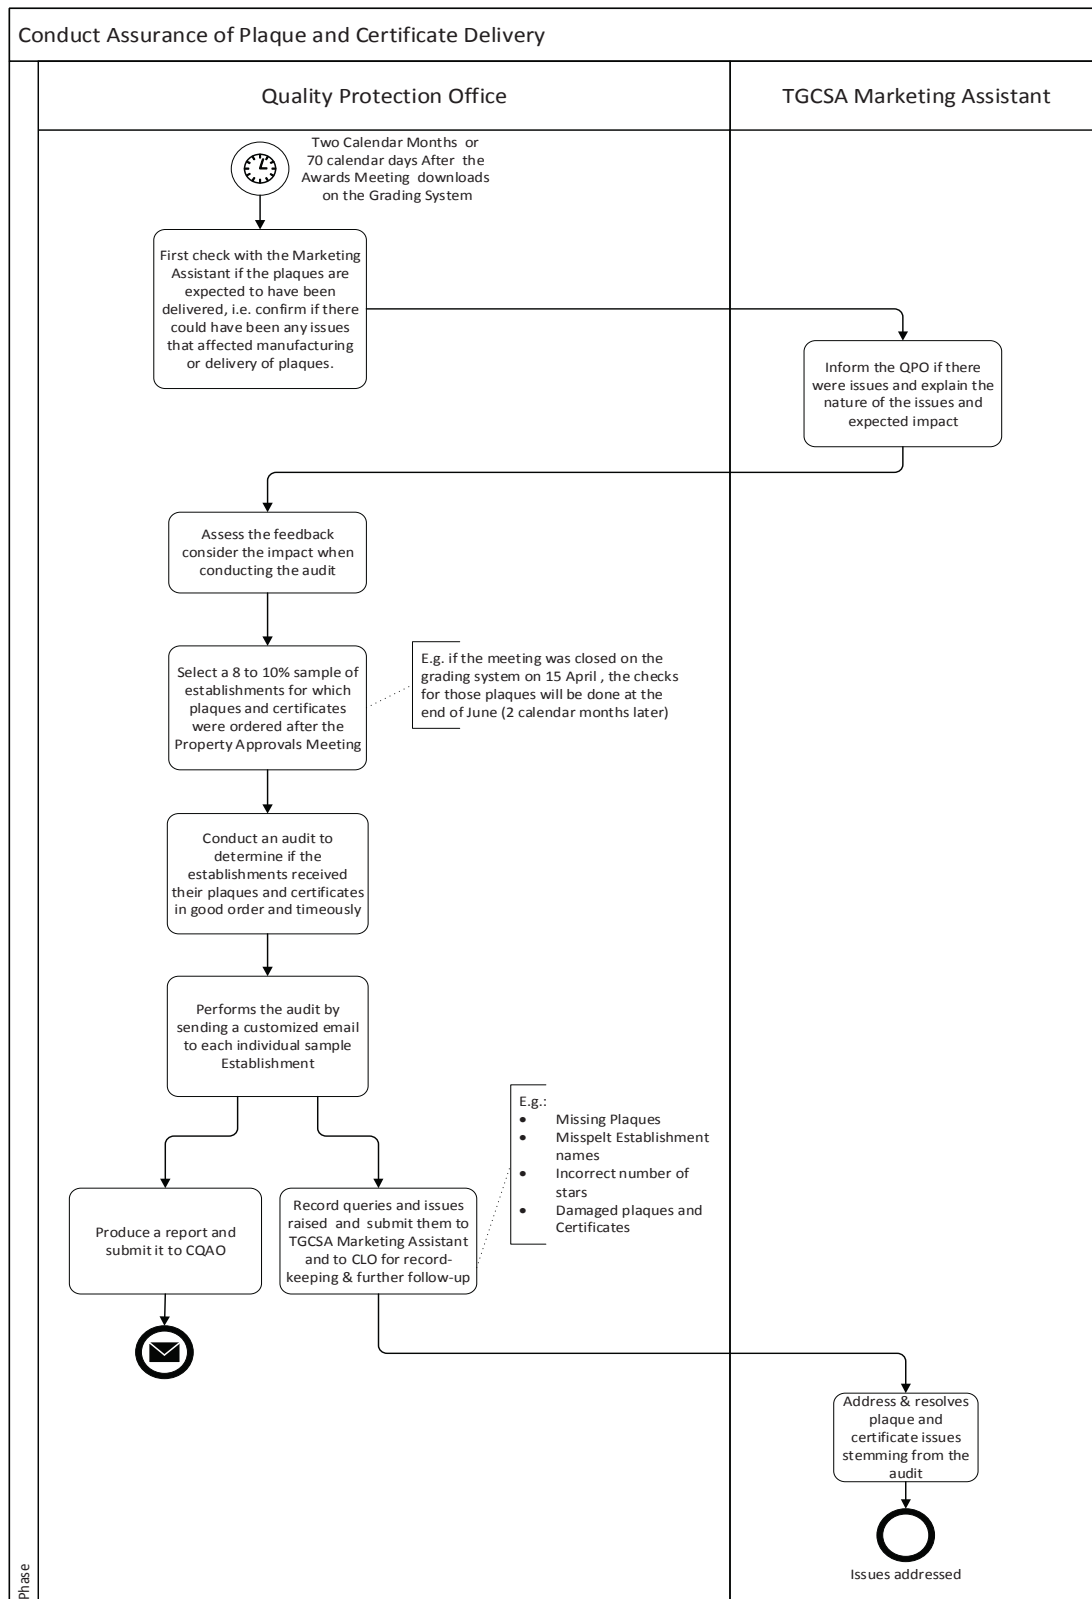 Conduct Assurance of Plaque and Certificate Delivery
Quality Protection Office
TGCSA Marketing Assistant
Two Calendar Months or
70 calendar days After the
Awards Meeting downloads
on the Grading System
First check with the Marketing
Assistant if the plaques are
expected to have been
delivered, i.e. confirm if there
could have been any issues
that affected manufacturing
or delivery of plaques.
Inform the QPO if there
were issues and explain the
nature of the issues and
expected impact
Assess the feedback
consider the impact when
conducting the audit
Select a 8 to 10% sample of
establishments for which
plaques and certificates
were ordered after the
Property Approvals Meeting
E.g. if the meeting was closed on the
grading system on 15 April , the checks
for those plaques will be done at the
end of June (2 calendar months later)
Conduct an audit to
determine if the
establishments received
their plaques and certificates
in good order and timeously
Performs the audit by
sending a customized email
to each individual sample
Establishment
E.g.:
• Missing Plaques
• Misspelt Establishment
names
• Incorrect number of
stars
• Damaged plaques and
Certificates
Produce a report and
submit it to CQAO
Record queries and issues
raised and submit them to
TGCSA Marketing Assistant
and to CLO for record-
keeping & further follow-up
Address & resolves
plaque and
certificate issues
stemming from the
audit
Issues addressed
Phase